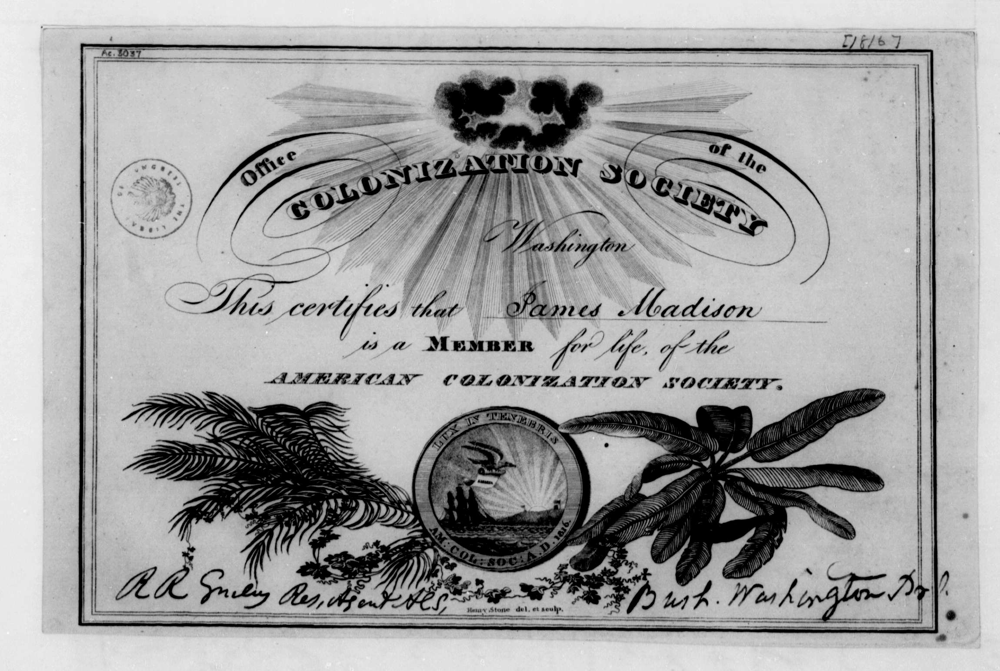 [1816]
Ac. 3037
Office of the
COLONIZATION SOCIETY
Washington
This certifies that James Madison
is a MEMBER for life, of the
AMERICAN COLONIZATION SOCIETY.
LUX IN TENEBRIS
AM: COL: SOC: A.D. 1816.
R R Gurley Res. Agent ACS,
Bush. Washington
Henry Stone del. et sculp.